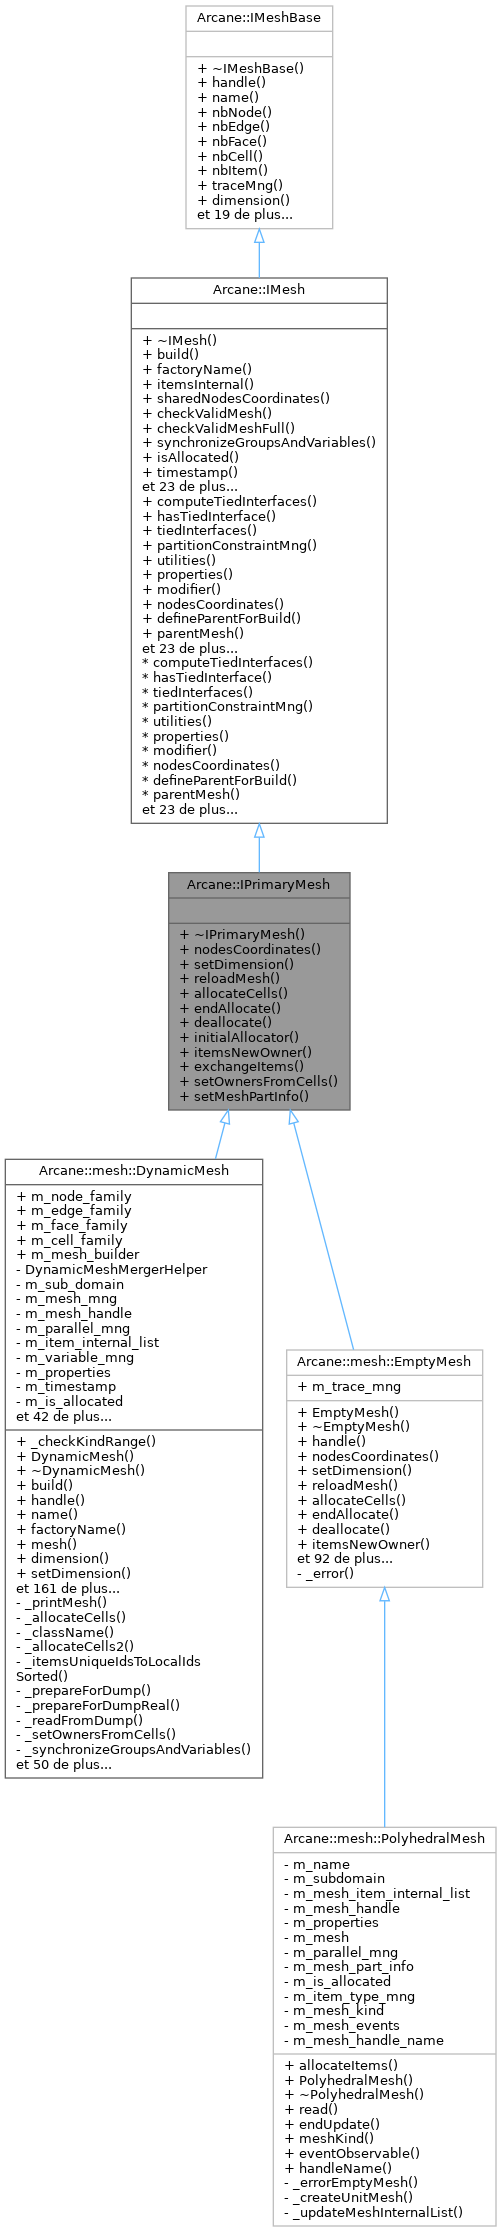 Arcane::IMeshBase
+ ~IMeshBase()
+ handle()
+ name()
+ nbNode()
+ nbEdge()
+ nbFace()
+ nbCell()
+ nbItem()
+ traceMng()
+ dimension()
et 19 de plus...
Arcane::IMesh
+ ~IMesh()
+ build()
+ factoryName()
+ itemsInternal()
+ sharedNodesCoordinates()
+ checkValidMesh()
+ checkValidMeshFull()
+ synchronizeGroupsAndVariables()
+ isAllocated()
+ timestamp()
et 23 de plus...
+ computeTiedInterfaces()
+ hasTiedInterface()
+ tiedInterfaces()
+ partitionConstraintMng()
+ utilities()
+ properties()
+ modifier()
+ nodesCoordinates()
+ defineParentForBuild()
+ parentMesh()
et 23 de plus...
* computeTiedInterfaces()
* hasTiedInterface()
* tiedInterfaces()
* partitionConstraintMng()
* utilities()
* properties()
* modifier()
* nodesCoordinates()
* defineParentForBuild()
* parentMesh()
et 23 de plus...
Arcane::IPrimaryMesh
+ ~IPrimaryMesh()
+ nodesCoordinates()
+ setDimension()
+ reloadMesh()
+ allocateCells()
+ endAllocate()
+ deallocate()
+ initialAllocator()
+ itemsNewOwner()
+ exchangeItems()
+ setOwnersFromCells()
+ setMeshPartInfo()
Arcane::mesh::DynamicMesh
+ m_node_family
+ m_edge_family
+ m_face_family
+ m_cell_family
+ m_mesh_builder
- DynamicMeshMergerHelper
- m_sub_domain
- m_mesh_mng
- m_mesh_handle
- m_parallel_mng
- m_item_internal_list
- m_variable_mng
- m_properties
- m_timestamp
- m_is_allocated
et 42 de plus...
+ _checkKindRange()
+ DynamicMesh()
+ ~DynamicMesh()
+ build()
+ handle()
+ name()
+ factoryName()
+ mesh()
+ dimension()
+ setDimension()
et 161 de plus...
- _printMesh()
- _allocateCells()
- _className()
- _allocateCells2()
- _itemsUniqueIdsToLocalIds
Sorted()
- _prepareForDump()
- _prepareForDumpReal()
- _readFromDump()
- _setOwnersFromCells()
- _synchronizeGroupsAndVariables()
et 50 de plus...
Arcane::mesh::EmptyMesh
+ m_trace_mng
+ EmptyMesh()
+ ~EmptyMesh()
+ handle()
+ nodesCoordinates()
+ setDimension()
+ reloadMesh()
+ allocateCells()
+ endAllocate()
+ deallocate()
+ itemsNewOwner()
et 92 de plus...
- _error()
Arcane::mesh::PolyhedralMesh
- m_name
- m_subdomain
- m_mesh_item_internal_list
- m_mesh_handle
- m_properties
- m_mesh
- m_parallel_mng
- m_mesh_part_info
- m_is_allocated
- m_item_type_mng
- m_mesh_kind
- m_mesh_events
- m_mesh_handle_name
+ allocateItems()
+ PolyhedralMesh()
+ ~PolyhedralMesh()
+ read()
+ endUpdate()
+ meshKind()
+ eventObservable()
+ handleName()
- _errorEmptyMesh()
- _createUnitMesh()
- _updateMeshInternalList()